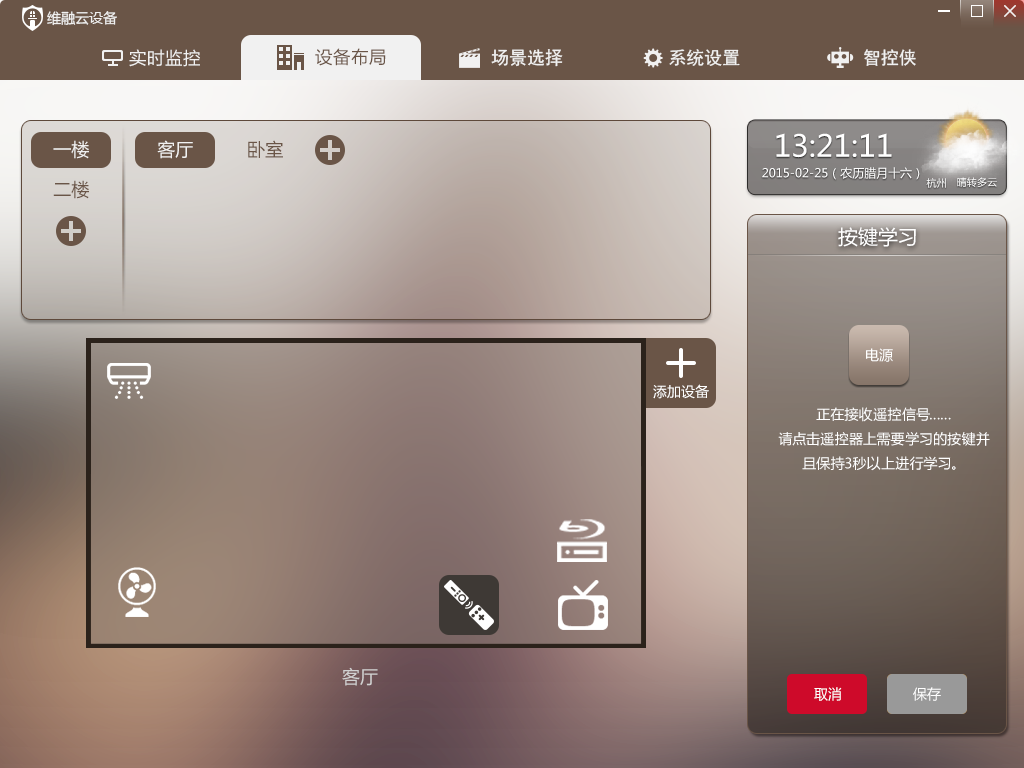 维融云设备
实时监控
设备布局
场景选择
系统设置
智控侠
一楼
客厅
卧室
二楼
13:21:11
2015-02-25（农历腊月十六）
杭州 晴转多云
按键学习
添加设备
电源
正在接收遥控信号......
请点击遥控器上需要学习的按键并
且保持3秒以上进行学习。
客厅
取消
保存